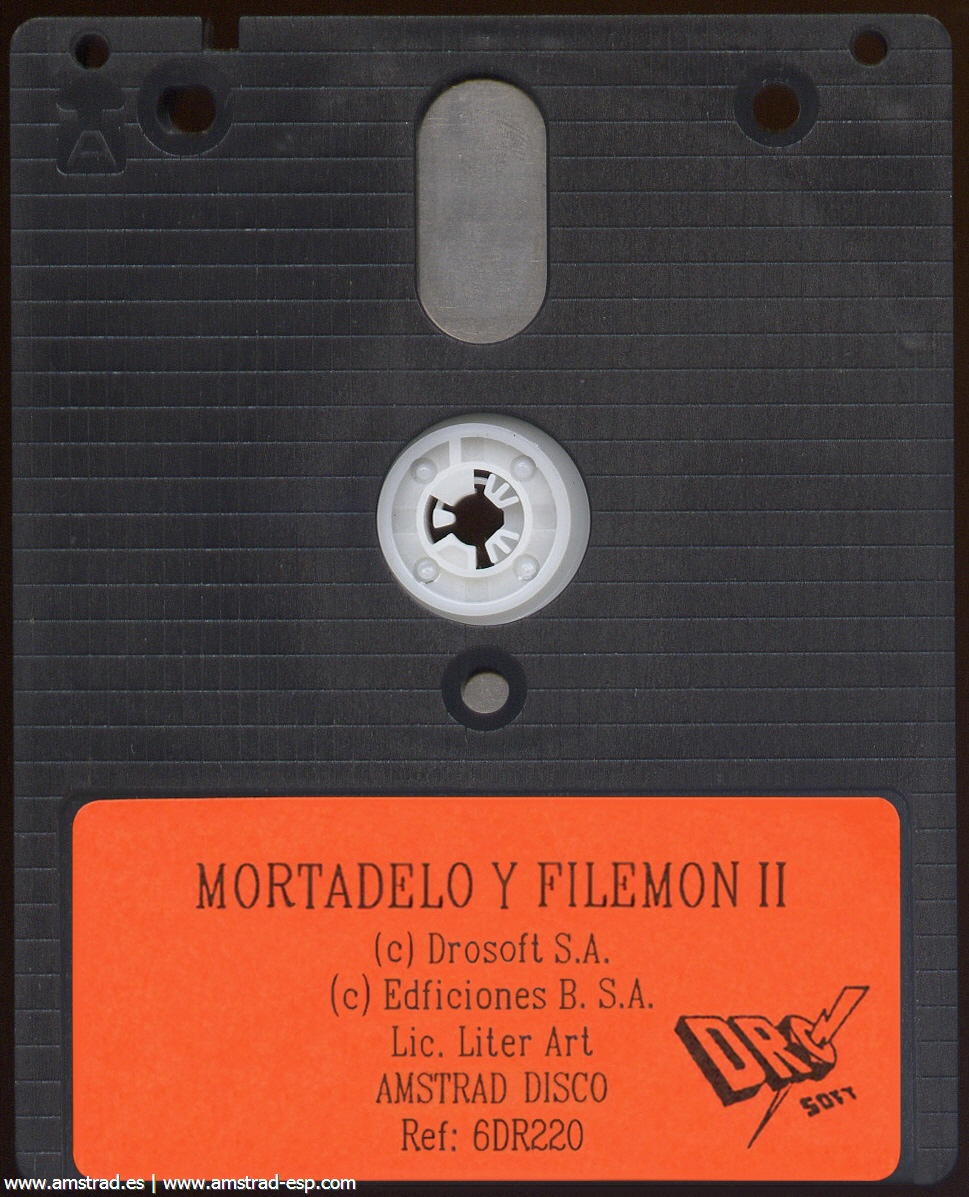 A
MORTADELO Y FILEMON II
(c) Drosoft S.A.
(c) Edficiones B. S.A.
Lic. Liter Art
AMSTRAD DISCO
Ref: 6DR220
DRO
SOFT
www.amstrad.es | www.amstrad-esp.com